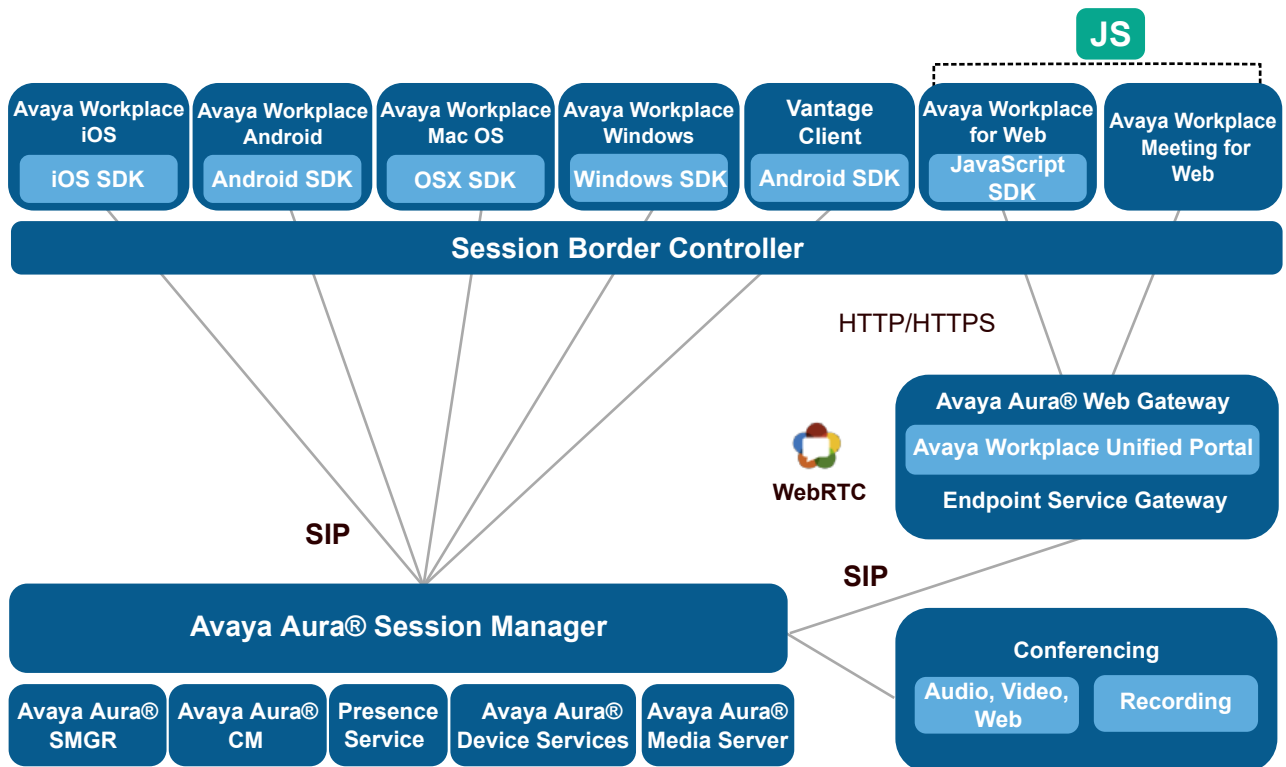 JS
Avaya Workplace
iOS
iOS SDK
Avaya Workplace
Android
Android SDK
Avaya Workplace
Mac OS
OSX SDK
Avaya Workplace
Windows
Windows SDK
Vantage
Client
Android SDK
Avaya Workplace
for Web
JavaScript
SDK
Avaya Workplace
Meeting for
Web
Session Border Controller
HTTP/HTTPS
Avaya Aura® Web Gateway
Avaya Workplace Unified Portal
Endpoint Service Gateway
WebRTC
SIP
SIP
Avaya Aura® Session Manager
Conferencing
Audio, Video,
Web
Recording
Avaya Aura®
SMGR
Avaya Aura®
CM
Presence
Service
Avaya Aura®
Device Services
Avaya Aura®
Media Server